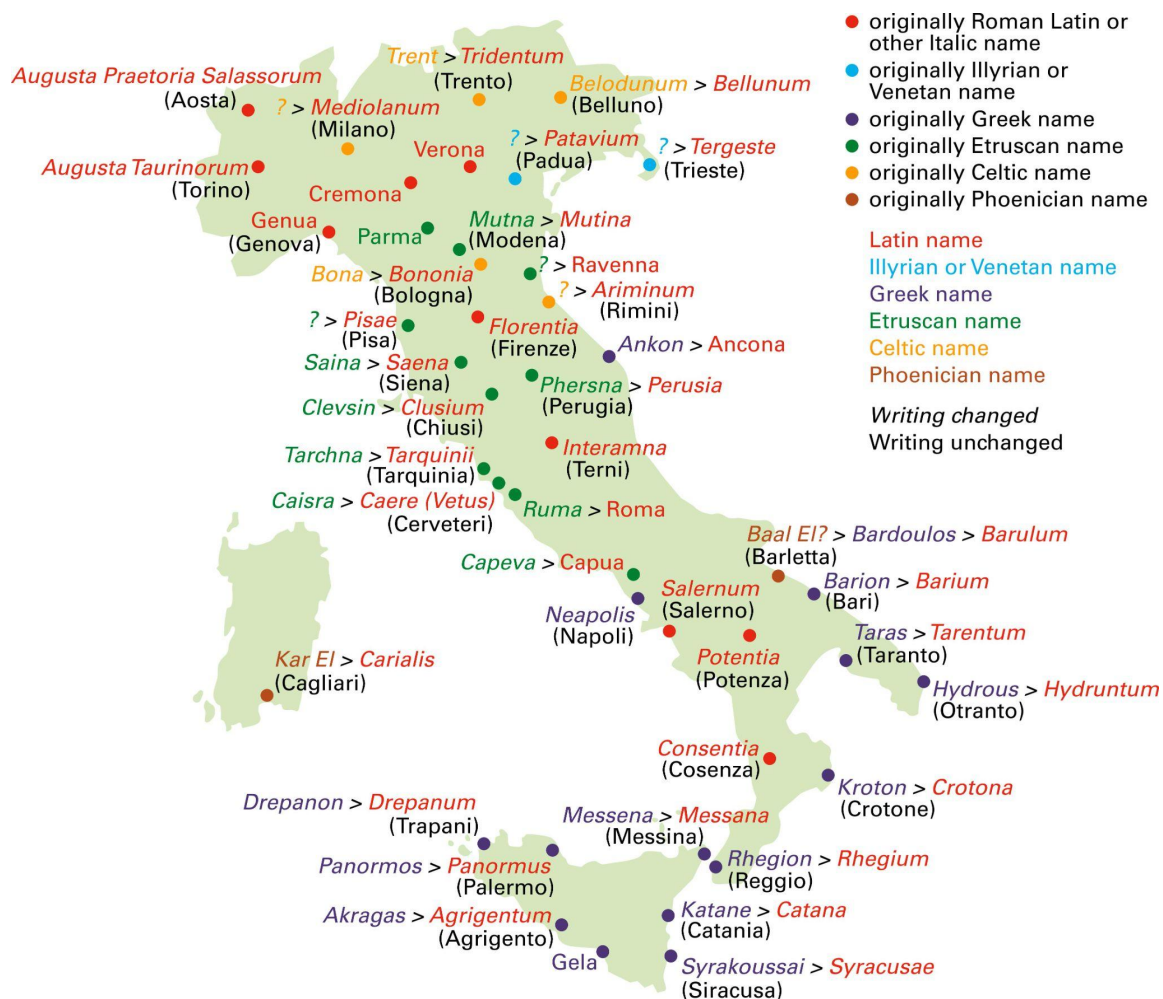 Trent > Tridentum
(Trento)
Augusta Praetoria Salassorum
(Aosta)
Belodunum > Bellunum
(Belluno)
? > Mediolanum
(Milano)
? > Patavium
(Padua)
? > Tergeste
(Trieste)
Verona
Augusta Taurinorum
(Torino)
Cremona
Genua
(Genova)
Parma
Mutna > Mutina
(Modena)
Bona > Bononia
(Bologna)
? > Ravenna
? > Ariminum
(Rimini)
? > Pisae
(Pisa)
Florentia
(Firenze)
Ankon > Ancona
Saina > Saena
(Siena)
Phersna > Perusia
(Perugia)
Clevsin > Clusium
(Chiusi)
Interamna
(Terni)
Tarchna > Tarquinii
(Tarquinia)
Caisra > Caere (Vetus)
(Cerveteri)
Ruma > Roma
Baal El? > Bardoulos > Barulum
(Barletta)
Capeva > Capua
Barion > Barium
(Bari)
Salernum
(Salerno)
Neapolis
(Napoli)
Taras > Tarentum
(Taranto)
Potentia
(Potenza)
Kar El > Carialis
(Cagliari)
Hydrous > Hydruntum
(Otranto)
Consentia
(Cosenza)
Kroton > Crotona
(Crotone)
Drepanon > Drepanum
(Trapani)
Messena > Messana
(Messina)
Panormos > Panormus
(Palermo)
Rhegion > Rhegium
(Reggio)
Akragas > Agrigentum
(Agrigento)
Katane > Catana
(Catania)
Gela
Syrakoussai > Syracusae
(Siracusa)
originally Roman Latin or
other Italic name
originally Illyrian or
Venetan name
originally Greek name
originally Etruscan name
originally Celtic name
originally Phoenician name
Latin name
Illyrian or Venetan name
Greek name
Etruscan name
Celtic name
Phoenician name
Writing changed
Writing unchanged